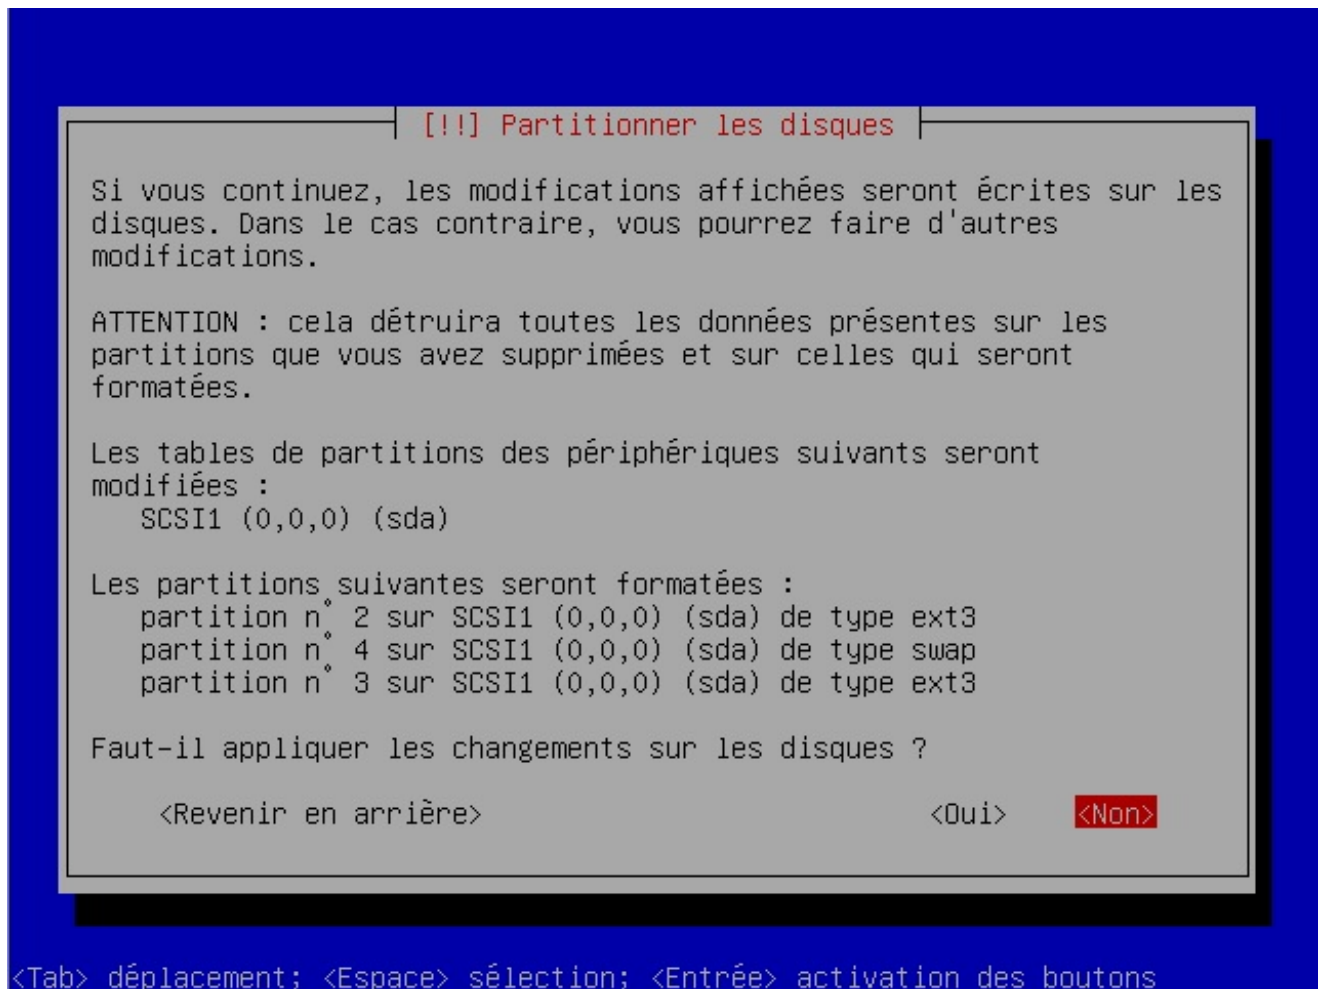 [!!] Partitionner les disques
Si vous continuez, les modifications affichées seront écrites sur les
disques. Dans le cas contraire, vous pourrez faire d'autres
modifications.
ATTENTION : cela détruira toutes les données présentes sur les
partitions que vous avez supprimées et sur celles qui seront
formatées.
Les tables de partitions des périphériques suivants seront
modifiées :
SCSI1 (0,0,0) (sda)
Les partitions suivantes seront formatées :
partition n° 2 sur SCSI1 (0,0,0) (sda) de type ext3
partition n° 4 sur SCSI1 (0,0,0) (sda) de type swap
partition n° 3 sur SCSI1 (0,0,0) (sda) de type ext3
Faut-il appliquer les changements sur les disques ?
<Revenir en arrière> <Oui> <Non>
<Tab> déplacement; <Espace> sélection; <Entrée> activation des boutons